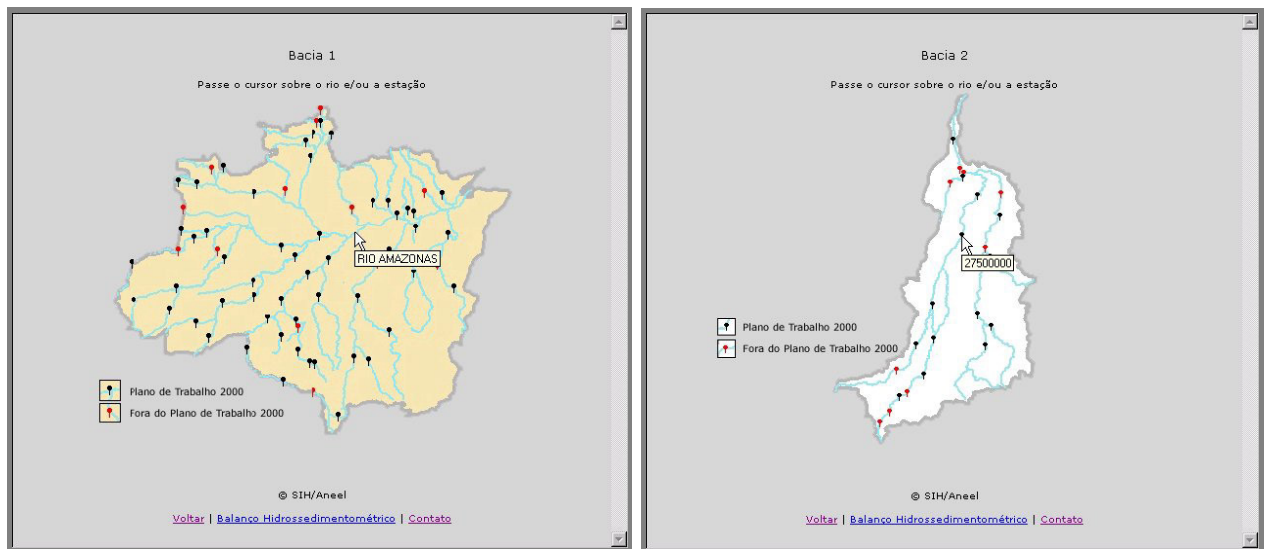 Bacia 1
Passe o cursor sobre o rio e/ou a estação
RIO AMAZONAS
Plano de Trabalho 2000
Fora do Plano de Trabalho 2000
© SIH/Aneel
Voltar | Balanço Hidrossedimentométrico | Contato
Bacia 2
Passe o cursor sobre o rio e/ou a estação
27500000
Plano de Trabalho 2000
Fora do Plano de Trabalho 2000
© SIH/Aneel
Voltar | Balanço Hidrossedimentométrico | Contato